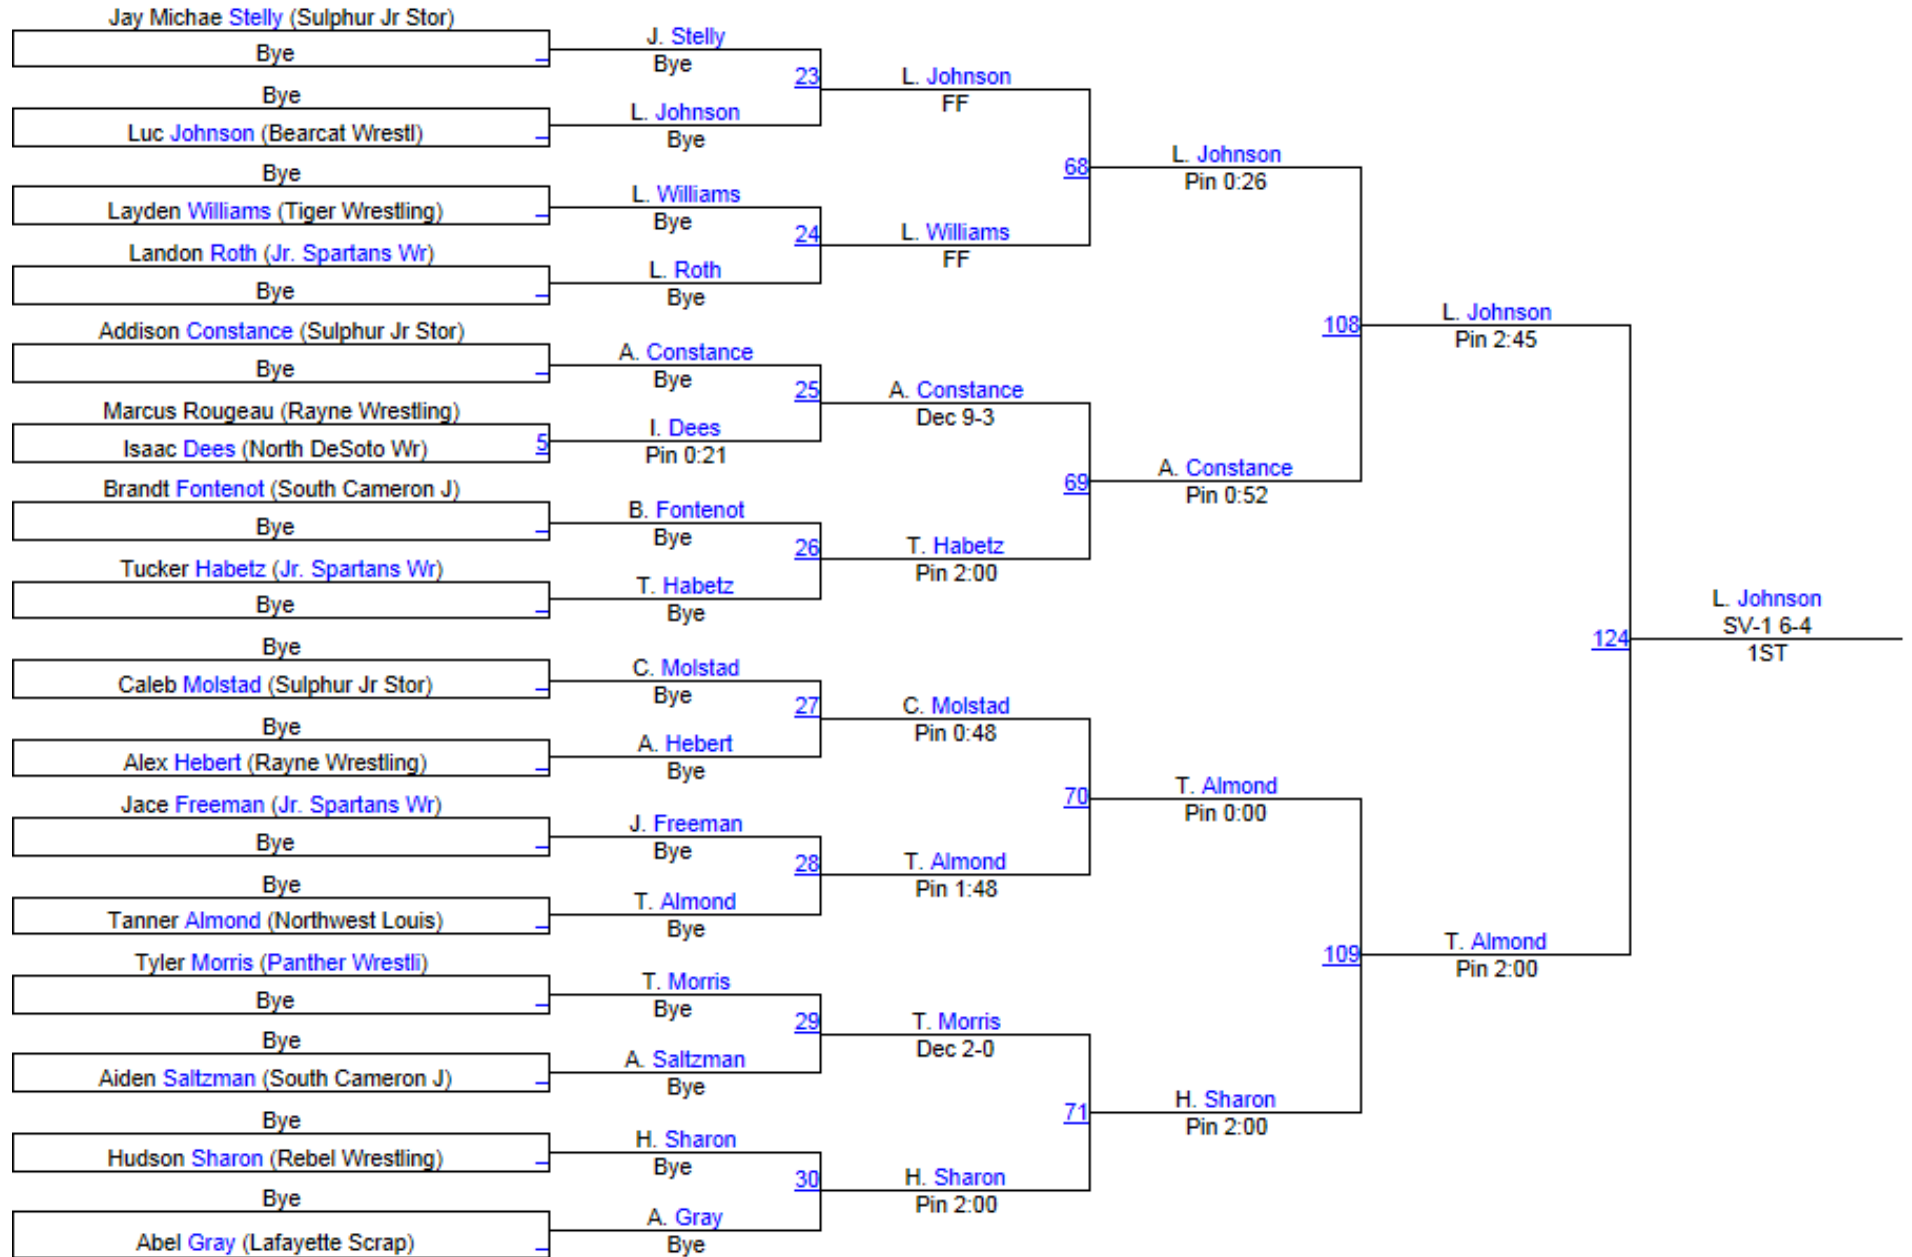 Jay Michae Stelly (Sulphur Jr Stor)
Bye
Bye
Luc Johnson (Bearcat Wrestl)
Bye
Layden Williams (Tiger Wrestling)
Landon Roth (Jr. Spartans Wr)
Bye
Addison Constance (Sulphur Jr Stor)
Bye
Marcus Rougeau (Rayne Wrestling)
Isaac Dees (North DeSoto Wr)
5
Brandt Fontenot (South Cameron J)
Bye
Tucker Habetz (Jr. Spartans Wr)
Bye
Bye
Caleb Molstad (Sulphur Jr Stor)
Bye
Alex Hebert (Rayne Wrestling)
Jace Freeman (Jr. Spartans Wr)
Bye
Bye
Tanner Almond (Northwest Louis)
Tyler Morris (Panther Wrestli)
Bye
Bye
Aiden Saltzman (South Cameron J)
Bye
Hudson Sharon (Rebel Wrestling)
Bye
Abel Gray (Lafayette Scrap)
J. Stelly
Bye
23
L. Johnson
Bye
L. Williams
Bye
24
L. Roth
Bye
A. Constance
Bye
25
I. Dees
Pin 0:21
B. Fontenot
Bye
26
T. Habetz
Bye
C. Molstad
Bye
27
A. Hebert
Bye
J. Freeman
Bye
28
T. Almond
Bye
T. Morris
Bye
29
A. Saltzman
Bye
H. Sharon
Bye
30
A. Gray
Bye
L. Johnson
FF
68
L. Williams
FF
A. Constance
Dec 9-3
69
T. Habetz
Pin 2:00
C. Molstad
Pin 0:48
70
T. Almond
Pin 1:48
T. Morris
Dec 2-0
71
H. Sharon
Pin 2:00
L. Johnson
Pin 0:26
108
A. Constance
Pin 0:52
T. Almond
Pin 0:00
109
H. Sharon
Pin 2:00
L. Johnson
Pin 2:45
124
T. Almond
Pin 2:00
L. Johnson
SV-1 6-4
1ST